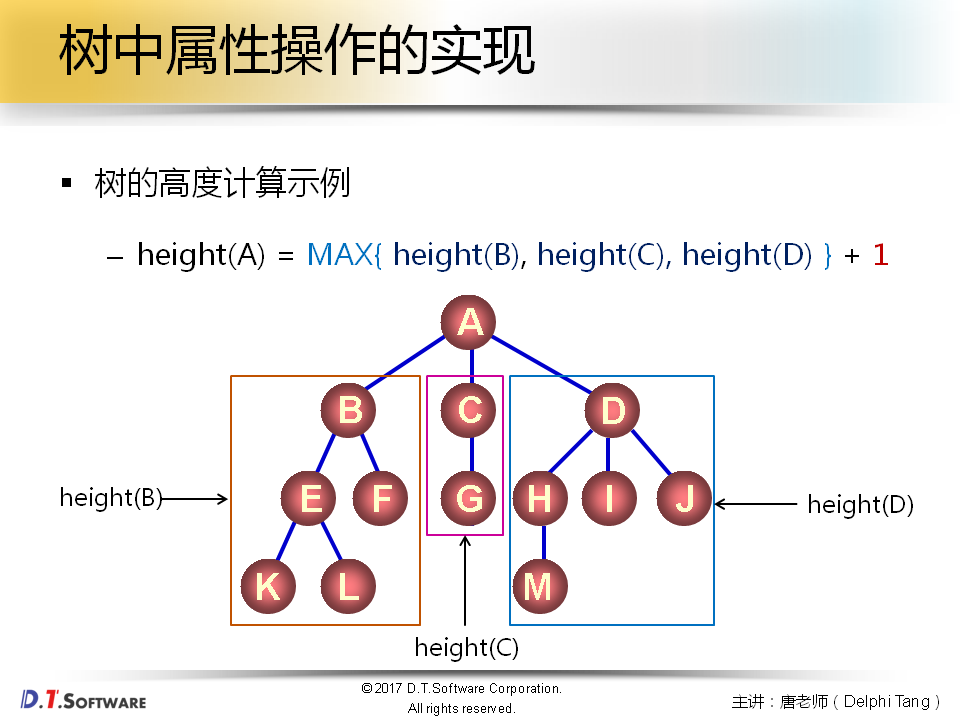 树中属性操作的实现
▪ 树的高度计算示例
– height(A) = MAX{ height(B), height(C), height(D) } + 1
A
B C D
E F G H I J
height(B)
height(D)
K L M
height(C)
D.T.SOFTWARE
©2017 D.T.Software Corporation.
All rights reserved.
主讲：唐老师（Delphi Tang）